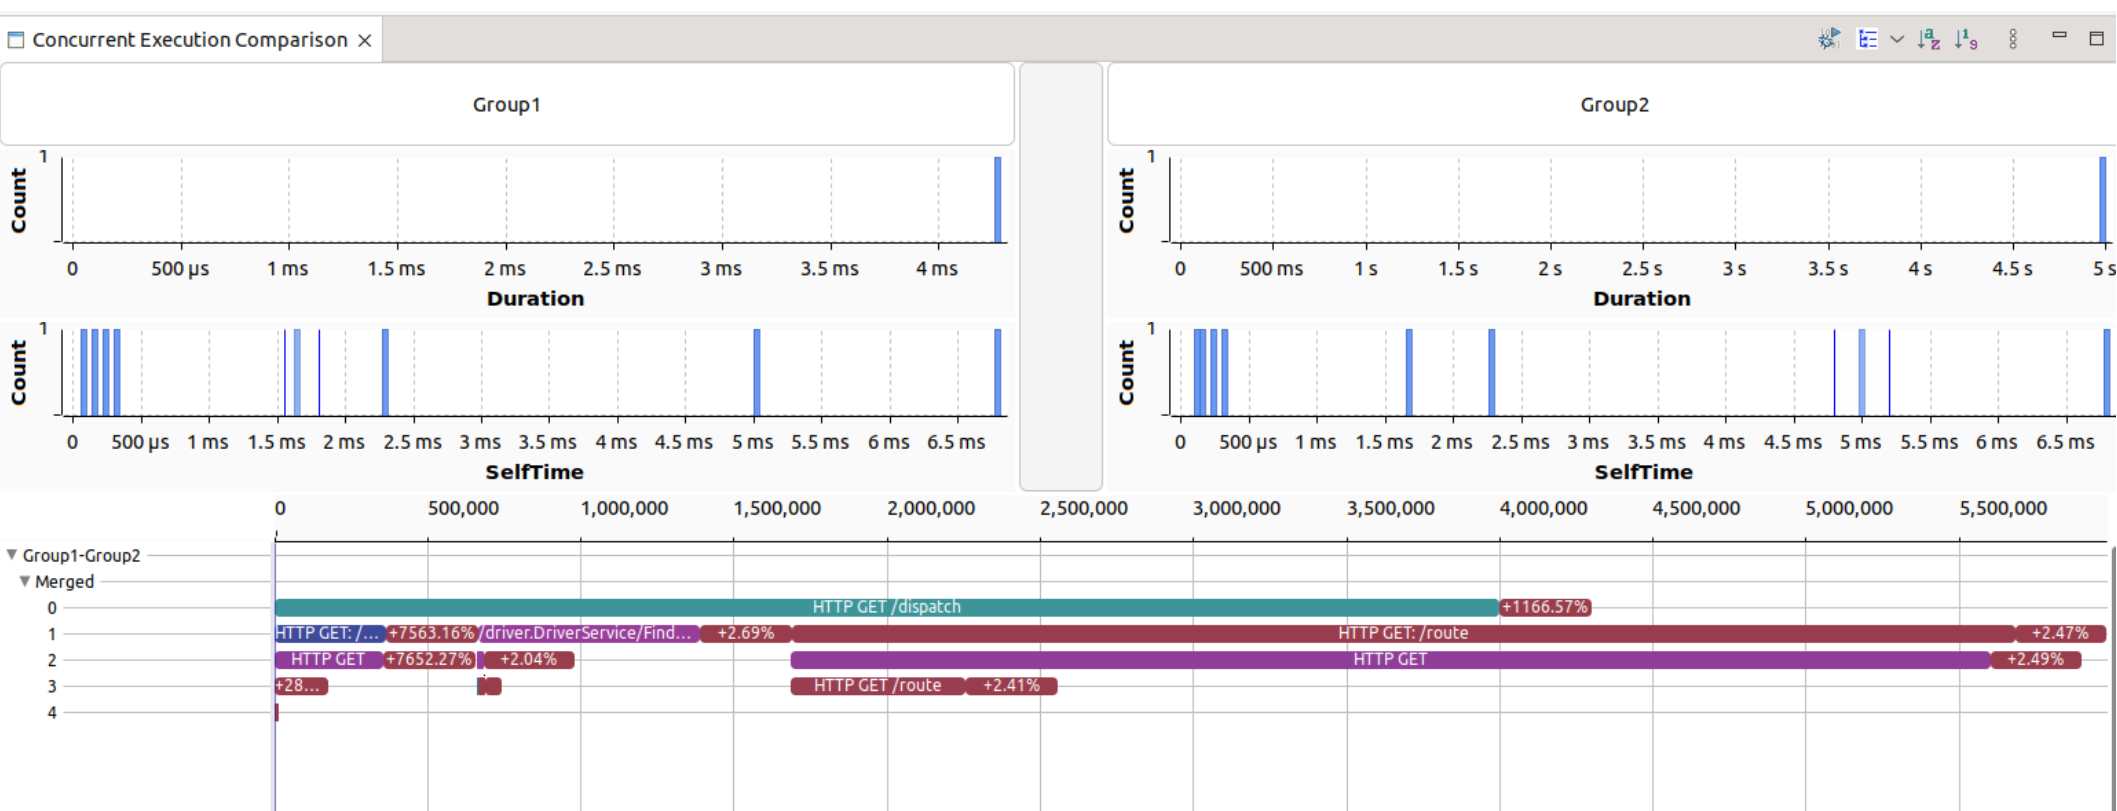 Concurrent Execution Comparison
Group1
Group2
1
Count
0 500 µs 1 ms 1.5 ms 2 ms 2.5 ms 3 ms 3.5 ms 4 ms
Duration
1
Count
0 500 ms 1 s 1.5 s 2 s 2.5 s 3 s 3.5 s 4 s 4.5 s 5 s
Duration
1
Count
0 500 µs 1 ms 1.5 ms 2 ms 2.5 ms 3 ms 3.5 ms 4 ms 4.5 ms 5 ms 5.5 ms 6 ms 6.5 ms
SelfTime
1
Count
0 500 µs 1 ms 1.5 ms 2 ms 2.5 ms 3 ms 3.5 ms 4 ms 4.5 ms 5 ms 5.5 ms 6 ms 6.5 ms
SelfTime
0 500,000 1,000,000 1,500,000 2,000,000 2,500,000 3,000,000 3,500,000 4,000,000 4,500,000 5,000,000 5,500,000
Group1-Group2
Merged
0 HTTP GET /dispatch +1166.57%
1 HTTP GET: /... +7563.16% /driver.DriverService/Find... +2.69% HTTP GET: /route +2.47%
2 HTTP GET +7652.27% +2.04% HTTP GET +2.49%
3 +28... HTTP GET /route +2.41%
4